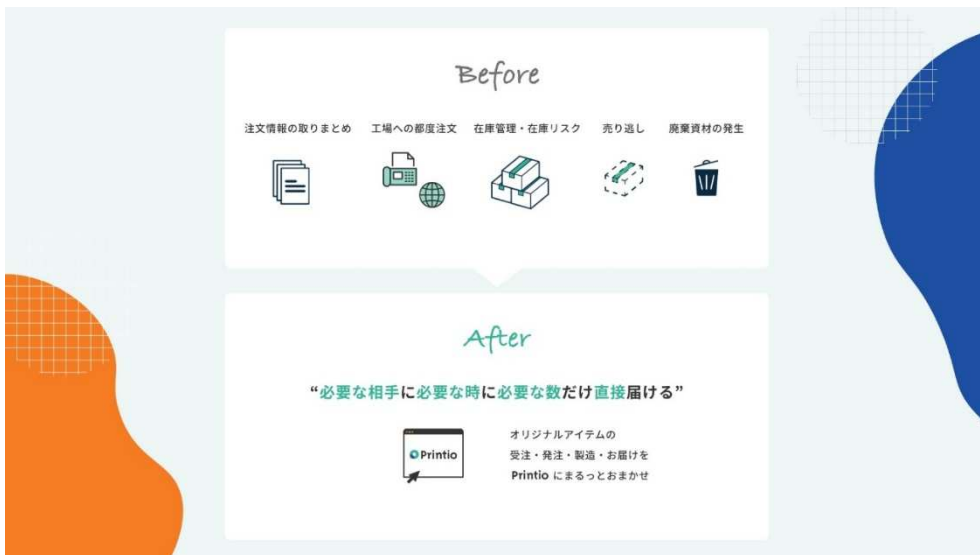 Before
注文情報の取りまとめ
工場への都度注文
在庫管理・在庫リスク
売り逃し
廃棄資材の発生
After
“必要な相手に必要な時に必要な数だけ直接届ける”
Printio
オリジナルアイテムの
受注・発注・製造・お届けを
Printio にまるっとおまかせ